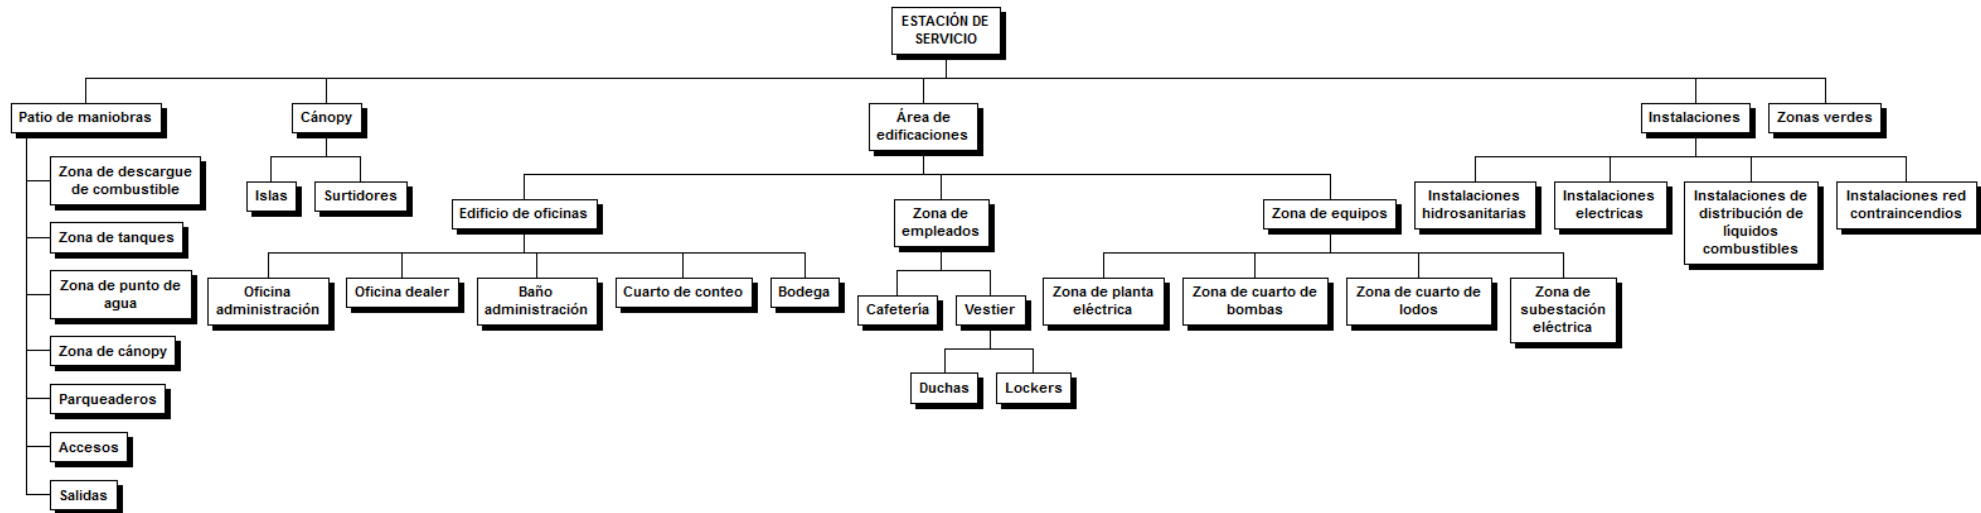 ESTACIÓN DE
SERVICIO
Patio de maniobras
Cánopy
Área de
edificaciones
Instalaciones
Zonas verdes
Zona de descargue
de combustible
Zona de tanques
Zona de punto de
agua
Zona de cánopy
Parqueaderos
Accesos
Salidas
Islas
Surtidores
Edificio de oficinas
Zona de
empleados
Zona de equipos
Oficina
administración
Oficina dealer
Baño
administración
Cuarto de conteo
Bodega
Cafetería
Vestier
Duchas
Lockers
Zona de planta
eléctrica
Zona de cuarto de
bombas
Zona de cuarto de
lodos
Zona de
subestación
eléctrica
Instalaciones
hidrosanitarias
Instalaciones
electricas
Instalaciones de
distribución de
líquidos
combustibles
Instalaciones red
contraincendios